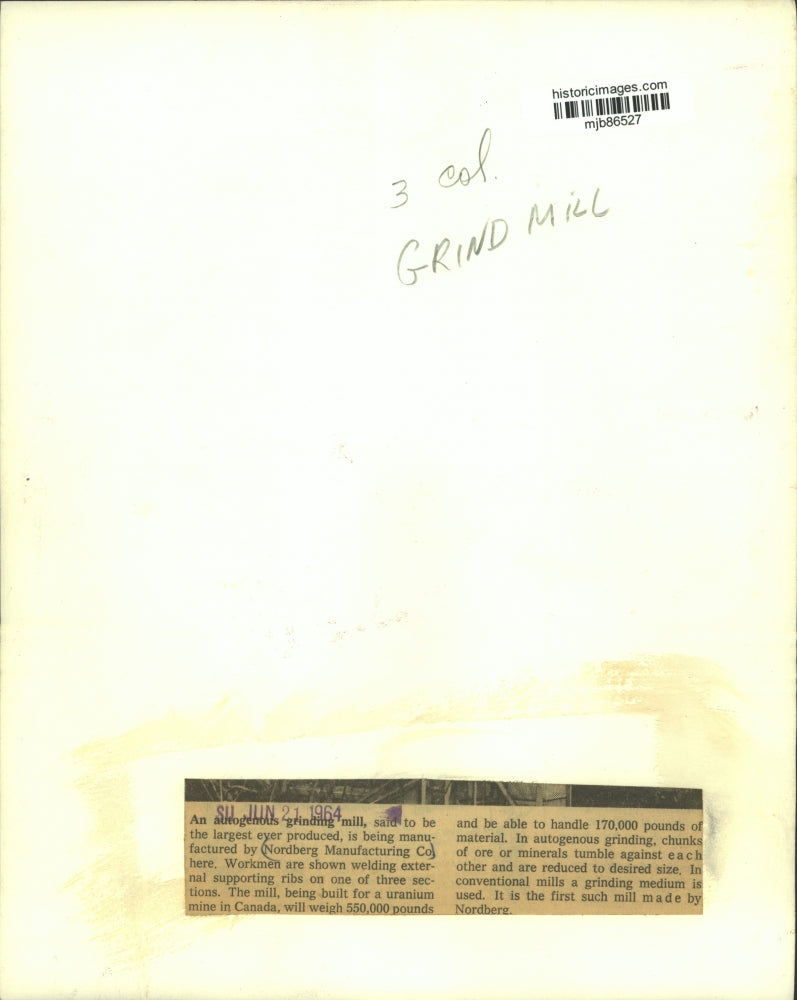 historicimages.com
mjb86527
3 col.
GRIND MILL
SU JUN 21 1964
An autogenous grinding mill, said to be
the largest ever produced, is being manu-
factured by (Nordberg Manufacturing Co)
here. Workmen are shown welding exter-
nal supporting ribs on one of three sec-
tions. The mill, being built for a uranium
mine in Canada, will weigh 550,000 pounds
and be able to handle 170,000 pounds of
material. In autogenous grinding, chunks
of ore or minerals tumble against each
other and are reduced to desired size. In
conventional mills a grinding medium is
used. It is the first such mill made by
Nordberg.